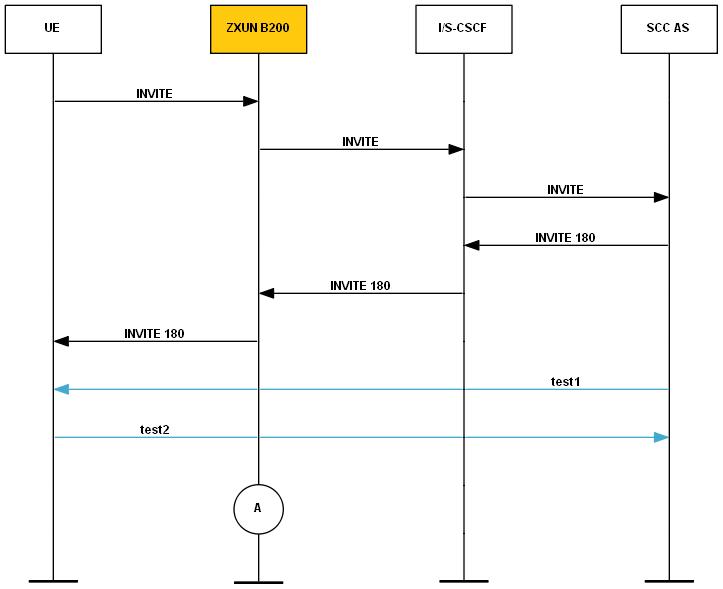 UE
ZXUN B200
I/S-CSCF
SCC AS
INVITE
INVITE
INVITE
INVITE 180
INVITE 180
INVITE 180
test1
test2
A